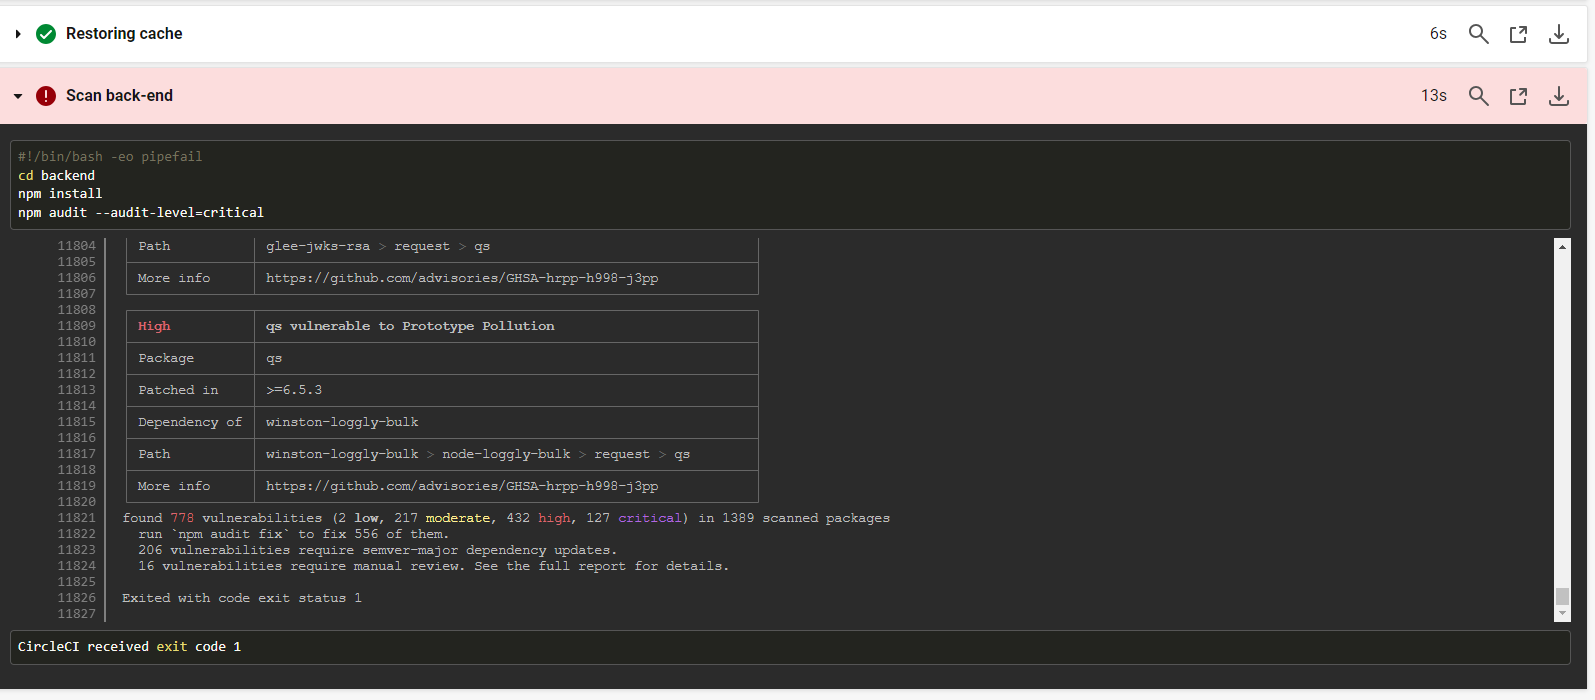 Restoring cache 6s
Scan back-end 13s
#!/bin/bash -eo pipefail
cd backend
npm install
npm audit --audit-level=critical
11804 Path glee-jwks-rsa > request > qs
11805
11806 More info https://github.com/advisories/GHSA-hrpp-h998-j3pp
11807
11808
11809 High qs vulnerable to Prototype Pollution
11810
11811 Package qs
11812
11813 Patched in >=6.5.3
11814
11815 Dependency of winston-loggly-bulk
11816
11817 Path winston-loggly-bulk > node-loggly-bulk > request > qs
11818
11819 More info https://github.com/advisories/GHSA-hrpp-h998-j3pp
11820
11821 found 778 vulnerabilities (2 low, 217 moderate, 432 high, 127 critical) in 1389 scanned packages
11822 run `npm audit fix` to fix 556 of them.
11823 206 vulnerabilities require semver-major dependency updates.
11824 16 vulnerabilities require manual review. See the full report for details.
11825
11826 Exited with code exit status 1
11827
CircleCI received exit code 1